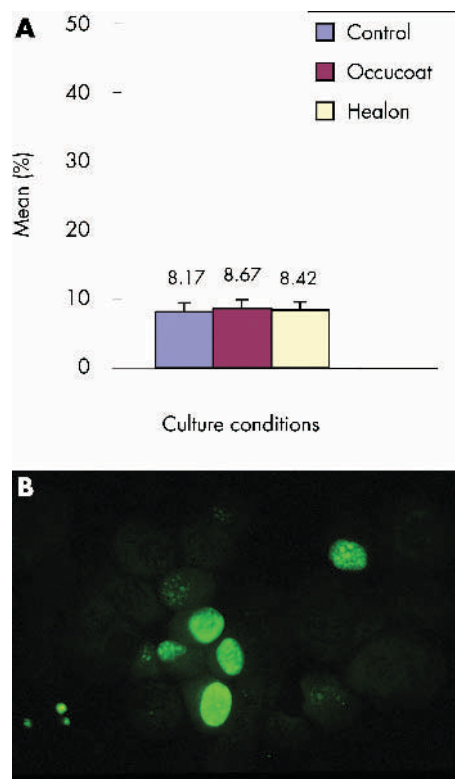 A
50
40
30
20
10
0
Mean (%)
Control
Occucoat
Healon
8.17
8.67
8.42
Culture conditions
B